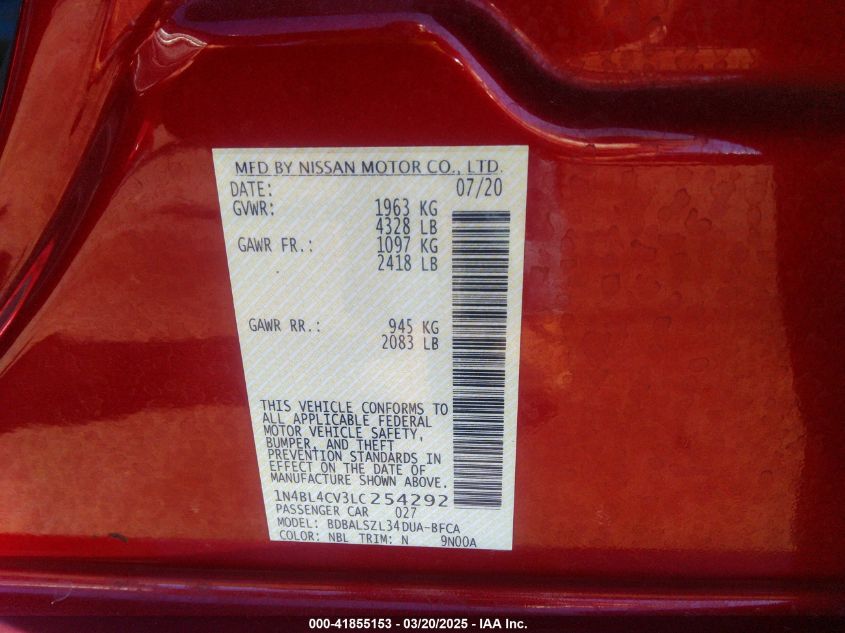 MFD BY NISSAN MOTOR CO., LTD.
DATE: 07/20
GVWR: 1963 KG
4328 LB
GAWR FR.: 1097 KG
2418 LB
GAWR RR.: 945 KG
2083 LB
THIS VEHICLE CONFORMS TO
ALL APPLICABLE FEDERAL
MOTOR VEHICLE SAFETY,
BUMPER, AND THEFT
PREVENTION STANDARDS IN
EFFECT ON THE DATE OF
MANUFACTURE SHOWN ABOVE.
1N4BL4CV3LC254292
PASSENGER CAR 027
MODEL: BDBALSZL34DUA-BFCA
COLOR: NBL TRIM: N 9N00A
000-41855153 - 03/20/2025 - IAA Inc.